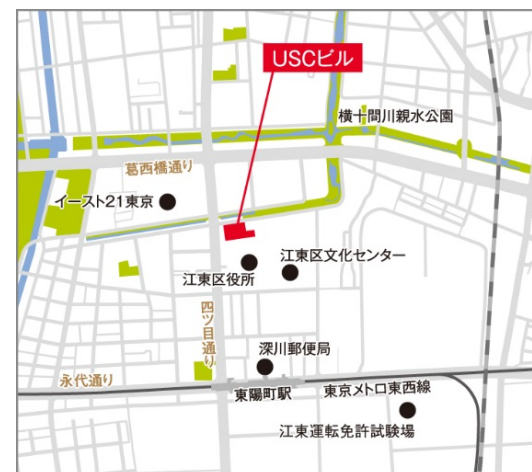 USCビル
横十間川親水公園
葛西橋通り
イースト21東京
江東区文化センター
江東区役所
四ツ目通り
深川郵便局
永代通り
東陽町駅
東京メトロ東西線
江東運転免許試験場